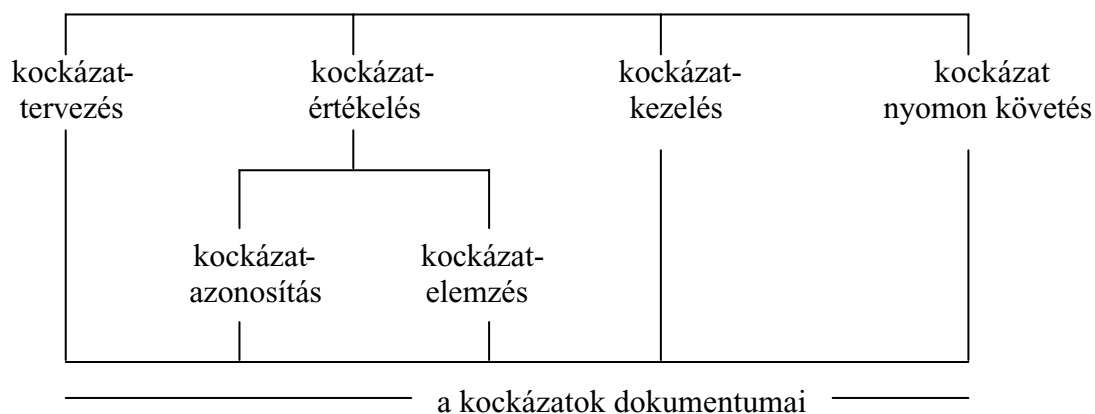 kockázat-
tervezés
kockázat-
értékelés
kockázat-
kezelés
kockázat
nyomon követés
kockázat-
azonosítás
kockázat-
elemzés
a kockázatok dokumentumai